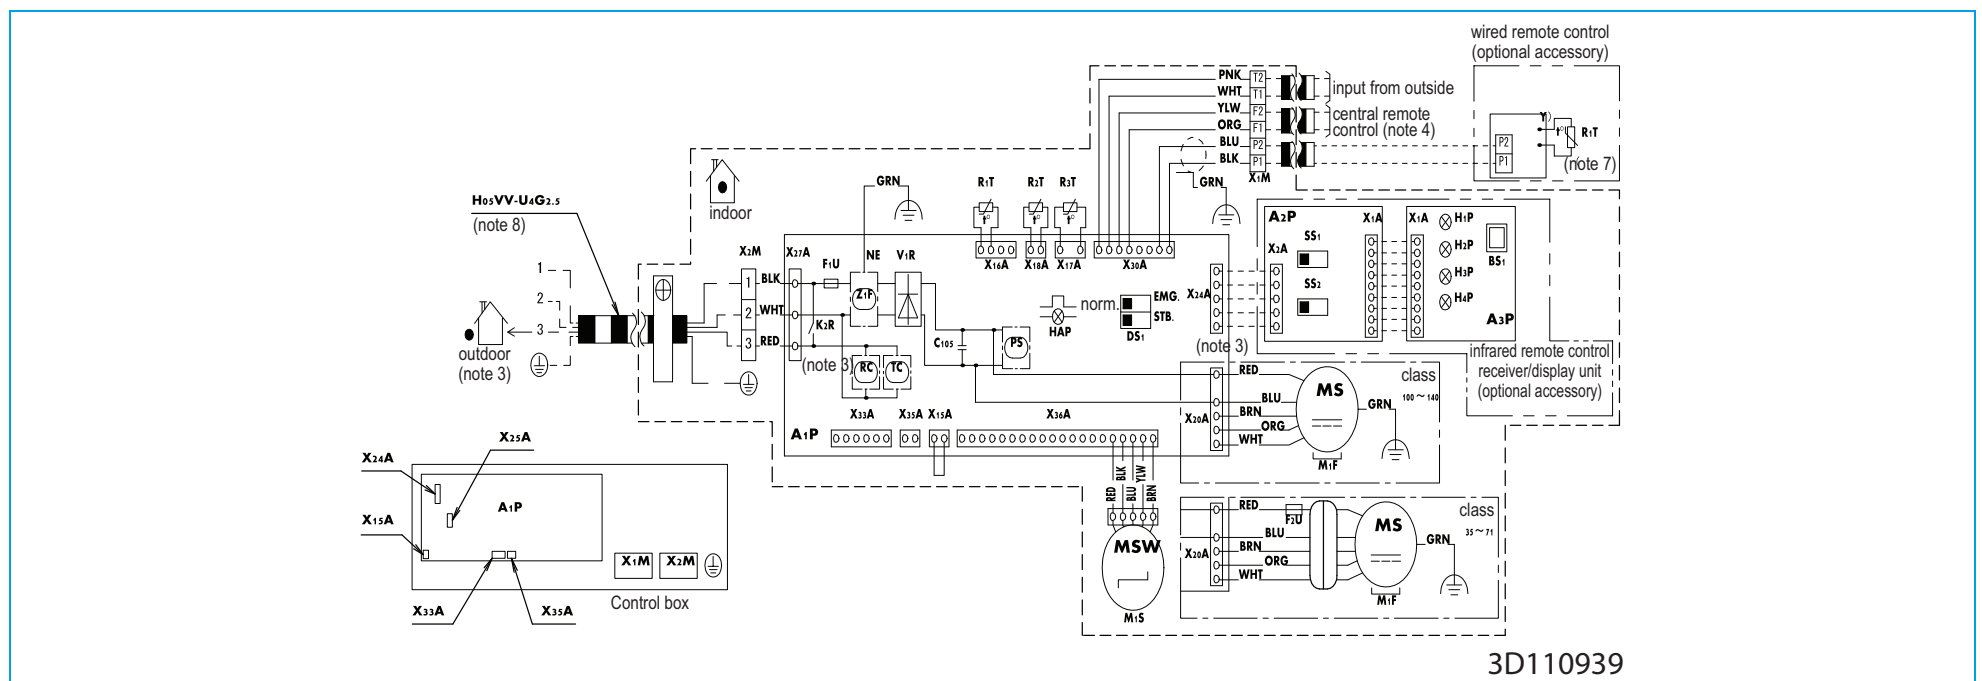 wired remote control
(optional accessory)
PNK T2
WHT T1
input from outside
YLW F2
ORG F1
central remote
control (note 4)
BLU P2
BLK P1
X1M
GRN
P2
P1
Y)
t°
R1T
(note 7)
indoor
H05VV-U4G2.5
(note 8)
GRN
R1T
R2T
R3T
t°
t°
t°
X16A
X18A
X17A
X30A
A2P
X1A
X1A
H1P
H2P
H3P
H4P
BS1
A3P
SS1
X2A
SS2
X2M
X27A
F1U
NE
V1R
BLK
WHT
RED
1
2
3
Z1F
K2R
(note 3)
RC
TC
C105
PS
HAP
norm.
EMG.
STB.
DS1
X24A
(note 3)
1
2
3
outdoor
(note 3)
infrared remote control
receiver/display unit
(optional accessory)
X33A
X35A
X15A
X36A
A1P
X20A
RED
BLU
BRN
ORG
WHT
MS
M1F
GRN
class
100~140
RED
BLK
BLU
YLW
BRN
MSW
M1S
X20A
RED
F2U
BLU
BRN
ORG
WHT
MS
M1F
GRN
class
35~71
X24A
X25A
X15A
A1P
X1M
X2M
Control box
X33A
X35A
3D110939